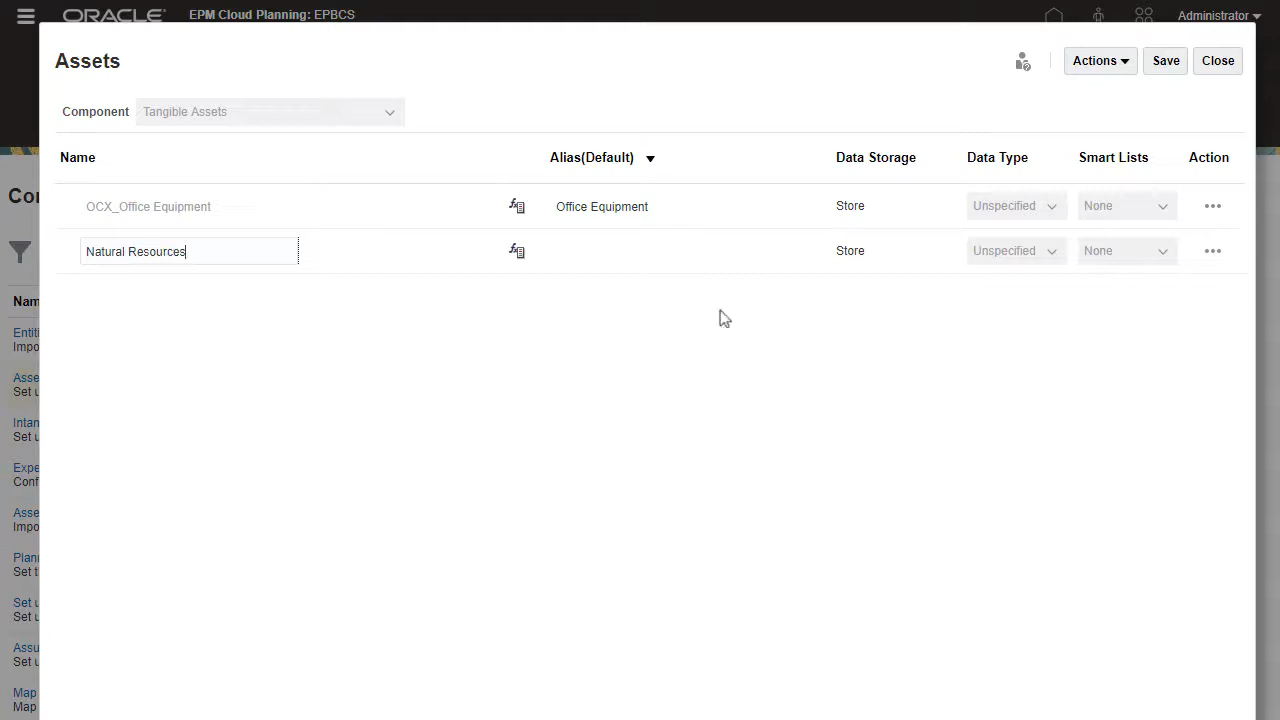 ORACLE® EPM Cloud Planning: EPBCS Administrator
Assets Actions Save Close
Component Tangible Assets
Name Alias(Default) Data Storage Data Type Smart Lists Action
OCX_Office Equipment Office Equipment Store Unspecified None
Natural Resources Store Unspecified None
Co
Nam
Entiti
Impo
Asse
Set u
Intan
Set u
Expe
Conf
Asse
Impo
Plann
Set t
Set u
Set u
Assu
Set u
Map
Map